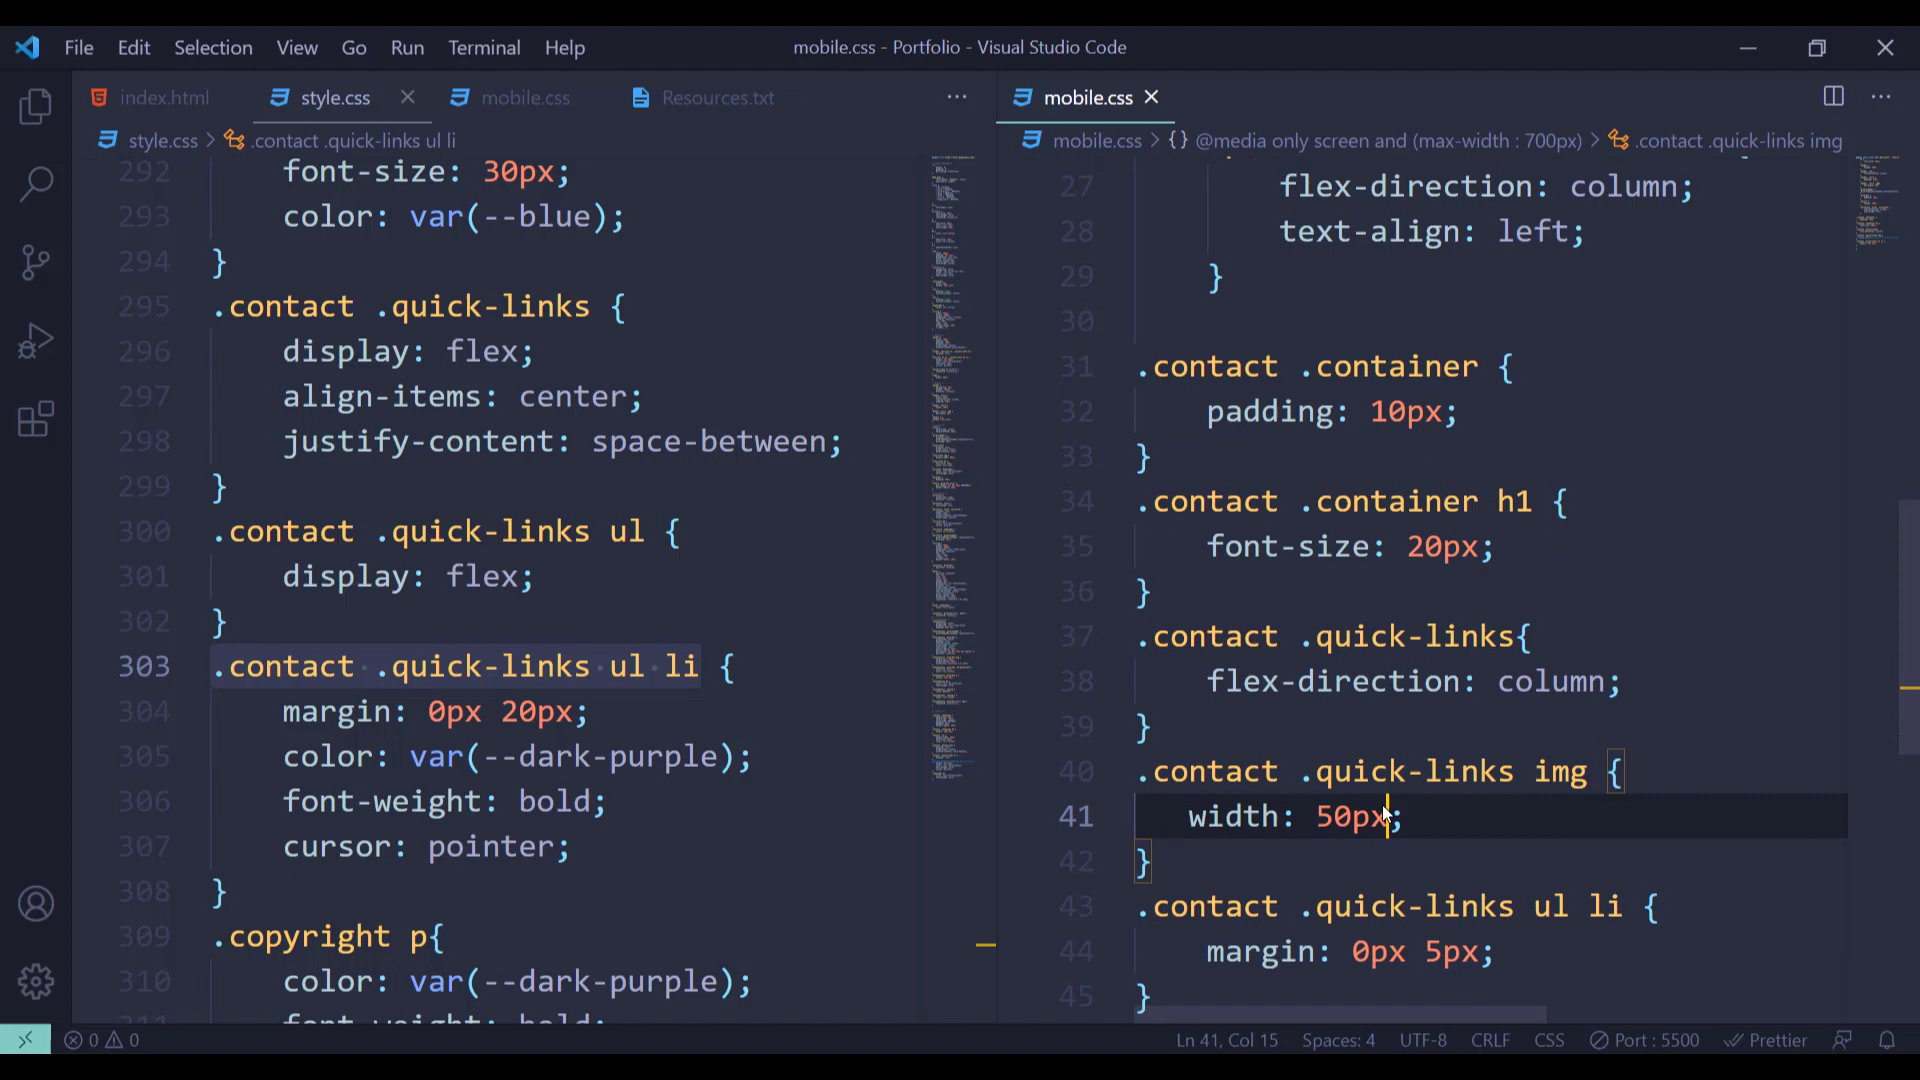 File Edit Selection View Go Run Terminal Help
mobile.css - Portfolio - Visual Studio Code
index.html
style.css
mobile.css
Resources.txt
style.css > .contact .quick-links ul li
292 font-size: 30px;
293 color: var(--blue);
294 }
295 .contact .quick-links {
296 display: flex;
297 align-items: center;
298 justify-content: space-between;
299 }
300 .contact .quick-links ul {
301 display: flex;
302 }
303 .contact .quick-links ul li {
304 margin: 0px 20px;
305 color: var(--dark-purple);
306 font-weight: bold;
307 cursor: pointer;
308 }
309 .copyright p{
310 color: var(--dark-purple);
311 font-weight: bold;
mobile.css
mobile.css > {} @media only screen and (max-width : 700px) > .contact .quick-links img
27 flex-direction: column;
28 text-align: left;
29 }
30
31 .contact .container {
32 padding: 10px;
33 }
34 .contact .container h1 {
35 font-size: 20px;
36 }
37 .contact .quick-links{
38 flex-direction: column;
39 }
40 .contact .quick-links img {
41 width: 50px;
42 }
43 .contact .quick-links ul li {
44 margin: 0px 5px;
45 }
0 0
Ln 41, Col 15 Spaces: 4 UTF-8 CRLF CSS Port : 5500 Prettier